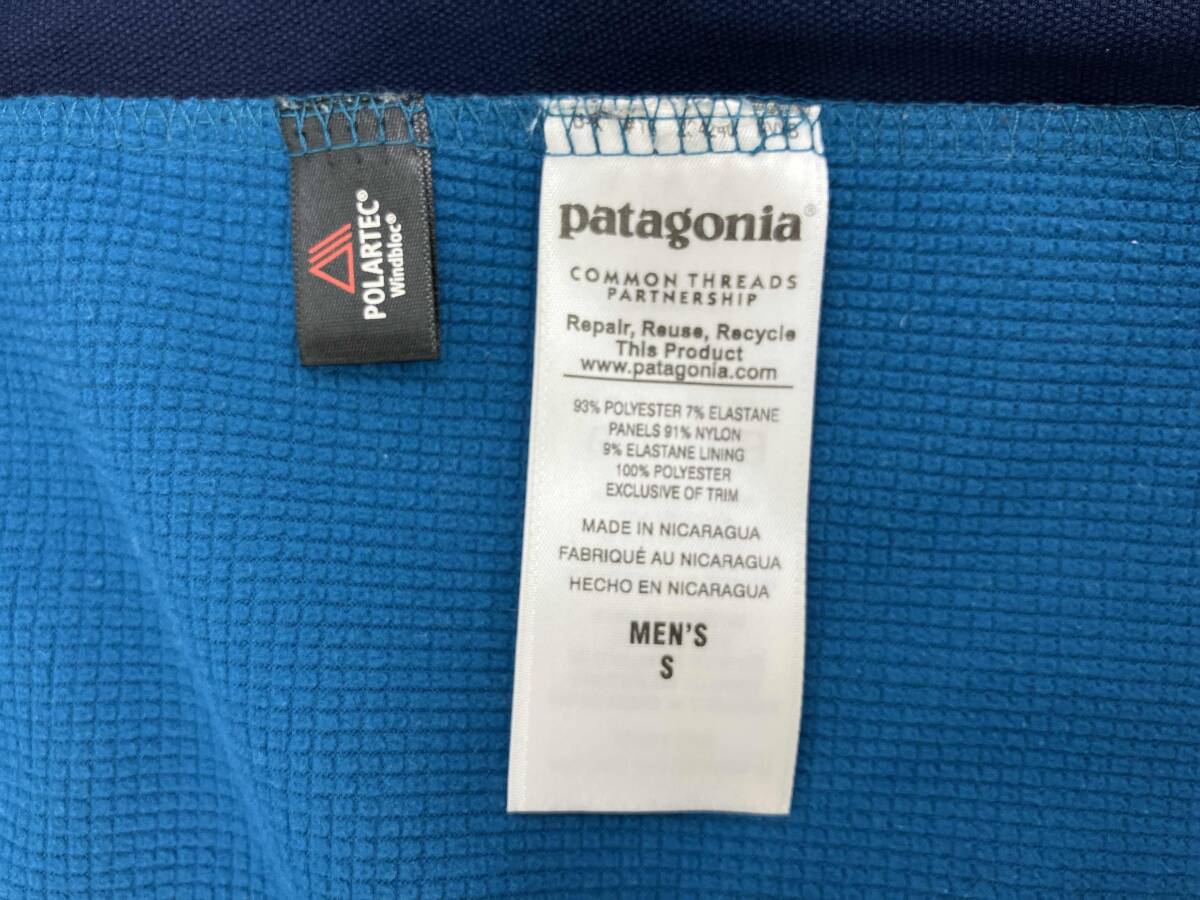 POLARTEC®
Windbloc®
patagonia®
COMMON THREADS
PARTNERSHIP
Repair, Reuse, Recycle
This Product
www.patagonia.com
93% POLYESTER 7% ELASTANE
PANELS 91% NYLON
9% ELASTANE LINING
100% POLYESTER
EXCLUSIVE OF TRIM
MADE IN NICARAGUA
FABRIQUÉ AU NICARAGUA
HECHO EN NICARAGUA
MEN'S
S